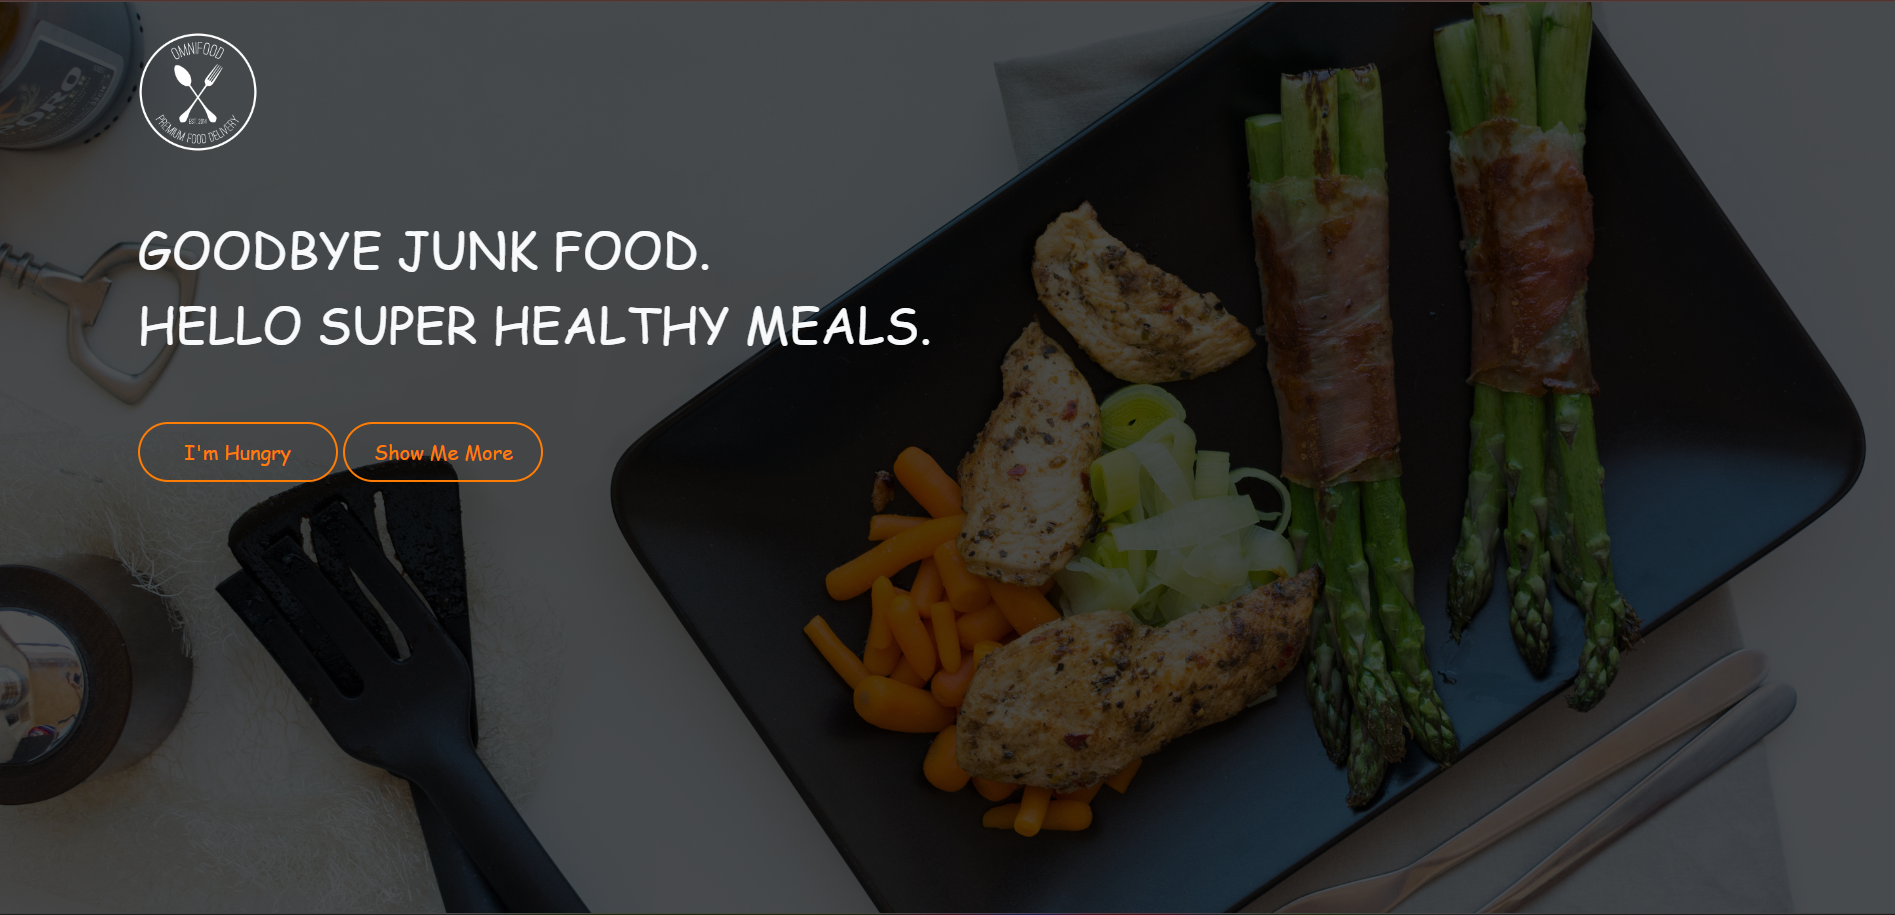 OMNIFOOD
EST. 2014
PREMIUM FOOD DELIVERY
GOODBYE JUNK FOOD.
HELLO SUPER HEALTHY MEALS.
I'm Hungry
Show Me More